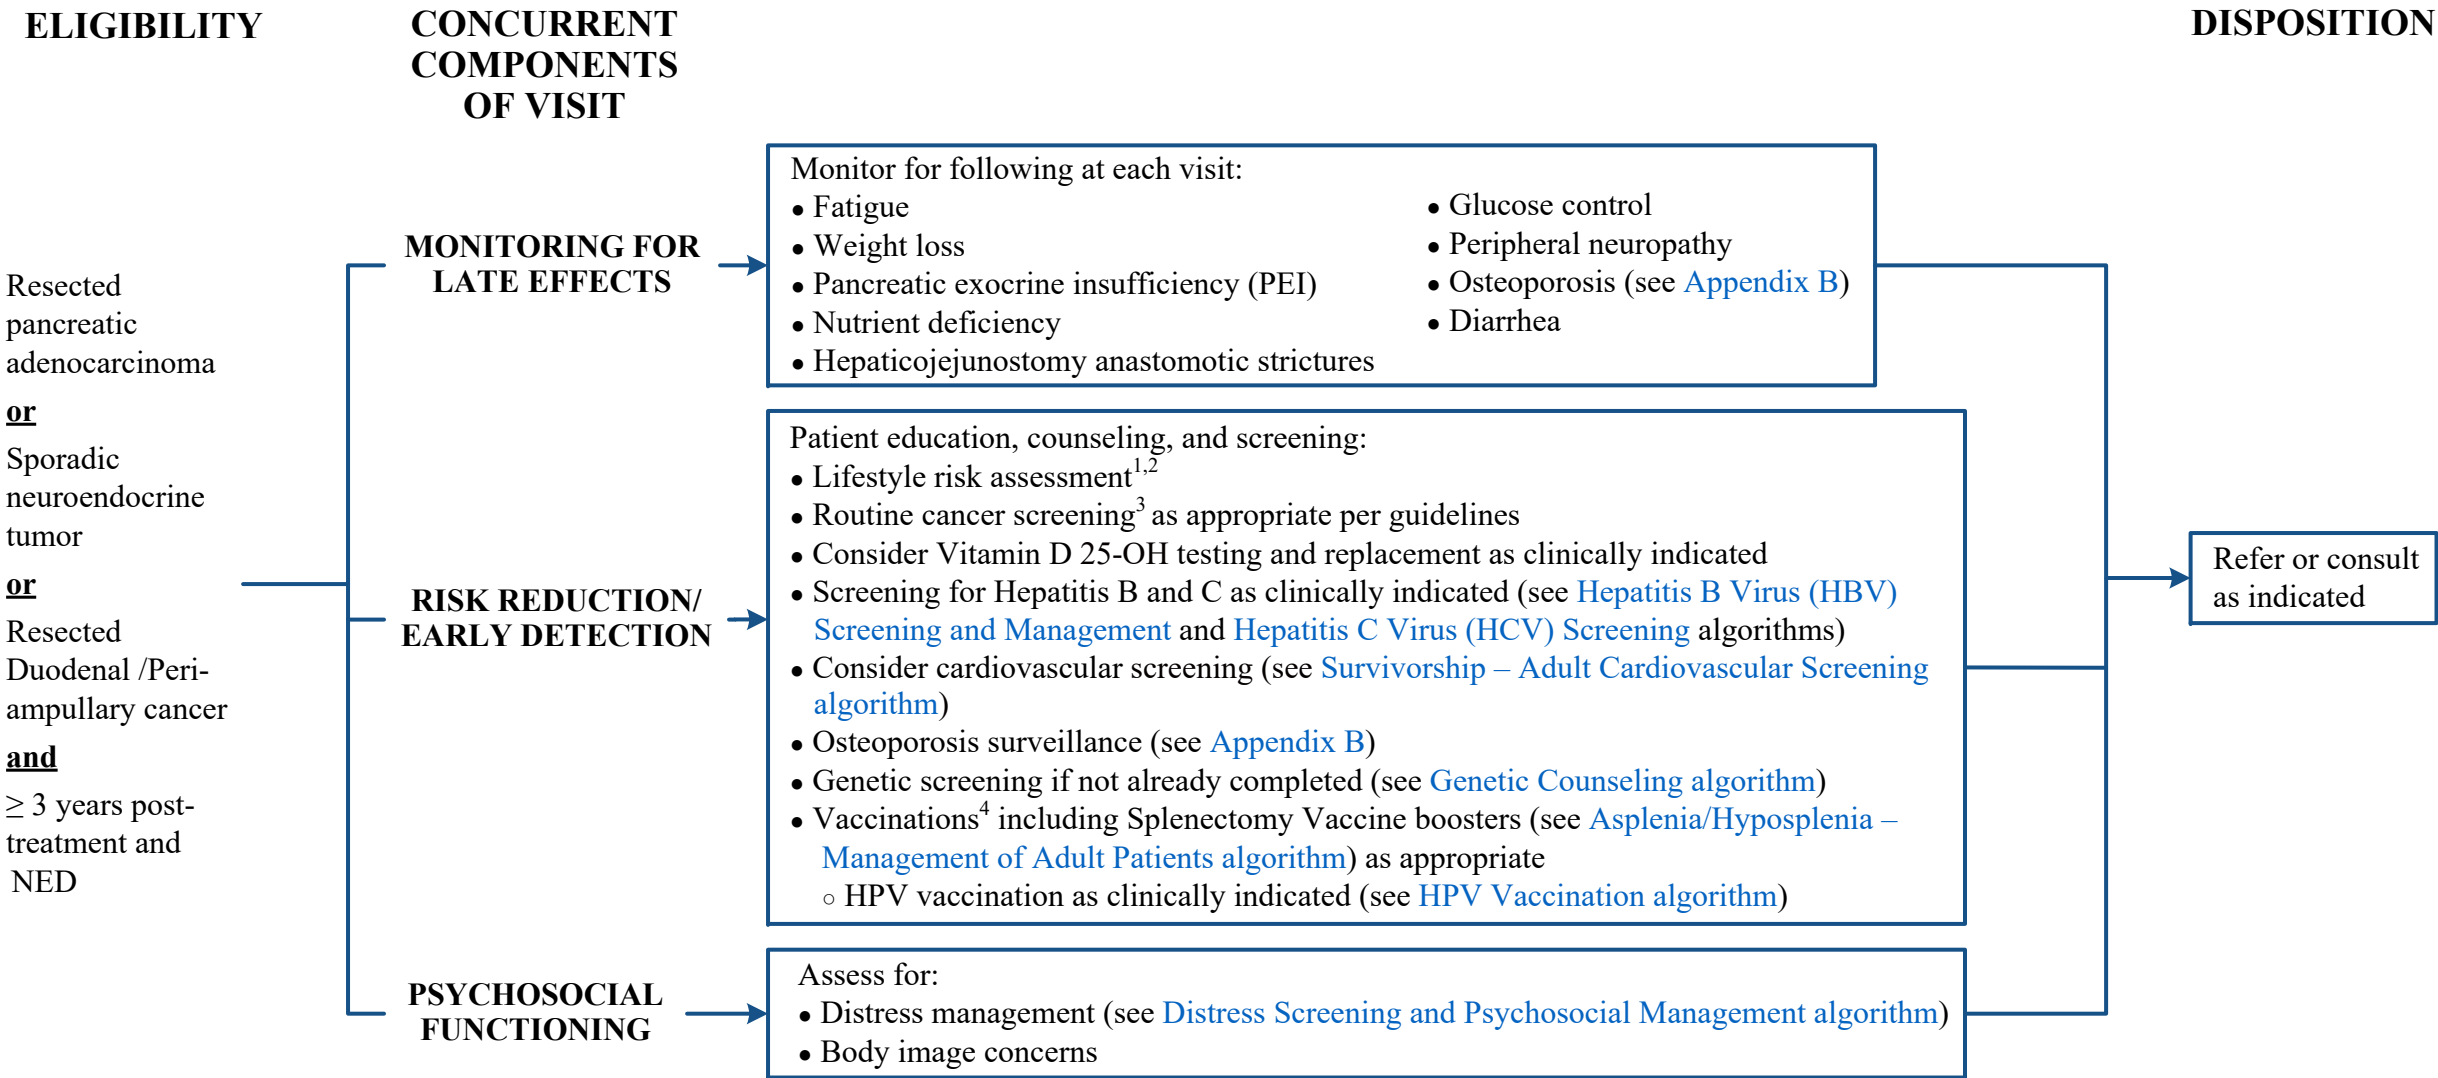 ELIGIBILITY
CONCURRENT
COMPONENTS
OF VISIT
DISPOSITION
Resected
pancreatic
adenocarcinoma
or
Sporadic
neuroendocrine
tumor
or
Resected
Duodenal /Peri-
ampullary cancer
and
≥ 3 years post-
treatment and
NED
MONITORING FOR
LATE EFFECTS
Monitor for following at each visit:
● Fatigue
● Weight loss
● Pancreatic exocrine insufficiency (PEI)
● Nutrient deficiency
● Hepaticojejunostomy anastomotic strictures
● Glucose control
● Peripheral neuropathy
● Osteoporosis (see Appendix B)
● Diarrhea
RISK REDUCTION/
EARLY DETECTION
Patient education, counseling, and screening:
● Lifestyle risk assessment1,2
● Routine cancer screening3 as appropriate per guidelines
● Consider Vitamin D 25-OH testing and replacement as clinically indicated
● Screening for Hepatitis B and C as clinically indicated (see Hepatitis B Virus (HBV)
Screening and Management and Hepatitis C Virus (HCV) Screening algorithms)
● Consider cardiovascular screening (see Survivorship – Adult Cardiovascular Screening
algorithm)
● Osteoporosis surveillance (see Appendix B)
● Genetic screening if not already completed (see Genetic Counseling algorithm)
● Vaccinations4 including Splenectomy Vaccine boosters (see Asplenia/Hyposplenia –
Management of Adult Patients algorithm) as appropriate
○ HPV vaccination as clinically indicated (see HPV Vaccination algorithm)
PSYCHOSOCIAL
FUNCTIONING
Assess for:
● Distress management (see Distress Screening and Psychosocial Management algorithm)
● Body image concerns
Refer or consult
as indicated